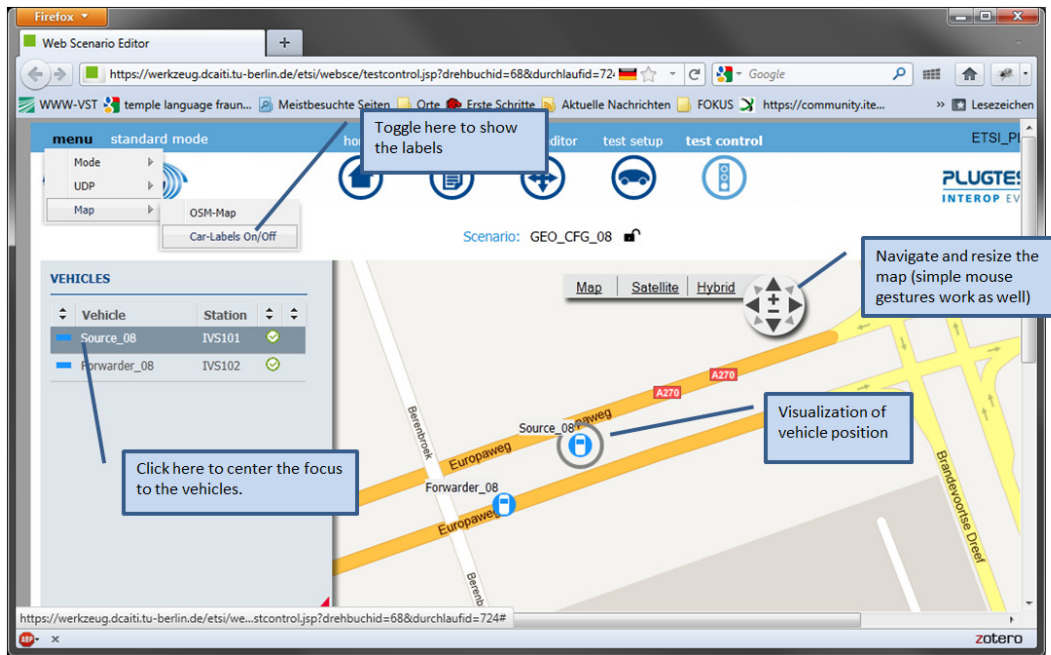 Firefox
Web Scenario Editor
https://werkzeug.dcaiti.tu-berlin.de/etsi/websce/testcontrol.jsp?drehbuchid=68&durchlaufid=72
Google
WWW-VST
temple language fraun...
Meistbesuchte Seiten
Orte
Erste Schritte
Aktuelle Nachrichten
FOKUS
https://community.ite...
»
Lesezeichen
menu
standard mode
editor
test setup
test control
Toggle here to show
the labels
Mode
UDP
Map
OSM-Map
Car-Labels On/Off
INTEROP EV
Scenario: GEO_CFG_08
Navigate and resize the
map (simple mouse
gestures work as well)
VEHICLES
Vehicle Station
Source_08 IVS101
Forwarder_08 IVS102
Map
Satellite
Hybrid
A270
A270
Visualization of
vehicle position
Source_08
Europaweg
Berenbroek
Forwarder_08
Europaweg
Brandevoortse Dreef
Click here to center the focus
to the vehicles.
https://werkzeug.dcaiti.tu-berlin.de/etsi/we...stcontrol.jsp?drehbuchid=68&durchlaufid=724#
ABP
zotero